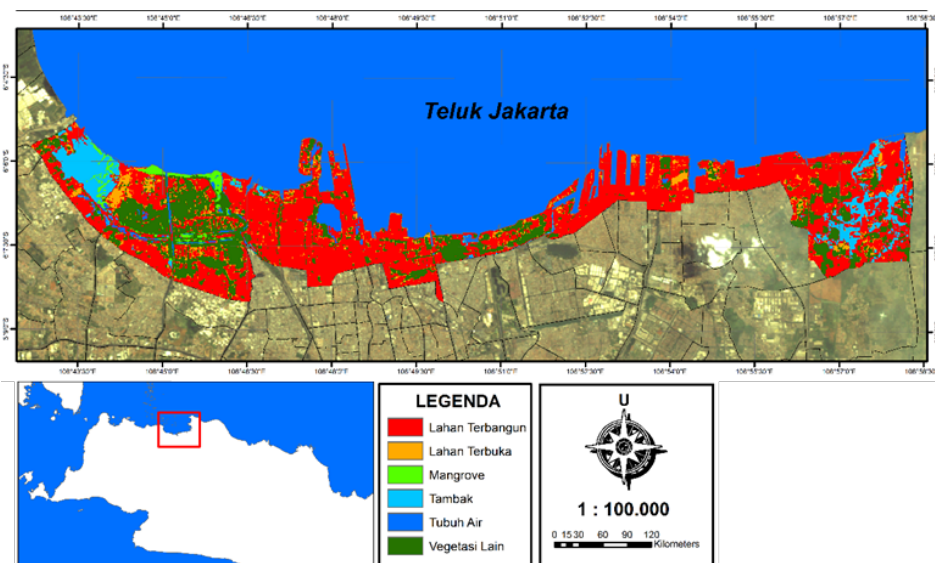 106°43'30"E 106°45'0"E 106°46'30"E 106°48'0"E 106°49'30"E 106°51'0"E 106°52'30"E 106°54'0"E 106°55'30"E 106°57'0"E
Teluk Jakarta
106°43'30"E 106°45'0"E 106°46'30"E 106°48'0"E 106°49'30"E 106°51'0"E 106°52'30"E 106°54'0"E 106°55'30"E 106°57'0"E
LEGENDA
Lahan Terbangun
Lahan Terbuka
Mangrove
Tambak
Tubuh Air
Vegetasi Lain
U
1 : 100.000
0 15 30 60 90 120
Kilometers